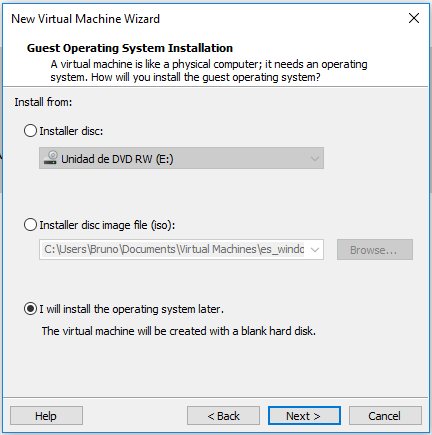 New Virtual Machine Wizard
Guest Operating System Installation
A virtual machine is like a physical computer; it needs an operating
system. How will you install the guest operating system?
Install from:
Installer disc:
Unidad de DVD RW (E:)
Installer disc image file (iso):
C:\Users\Bruno\Documents\Virtual Machines\es_windo
Browse...
I will install the operating system later.
The virtual machine will be created with a blank hard disk.
Help
< Back
Next >
Cancel